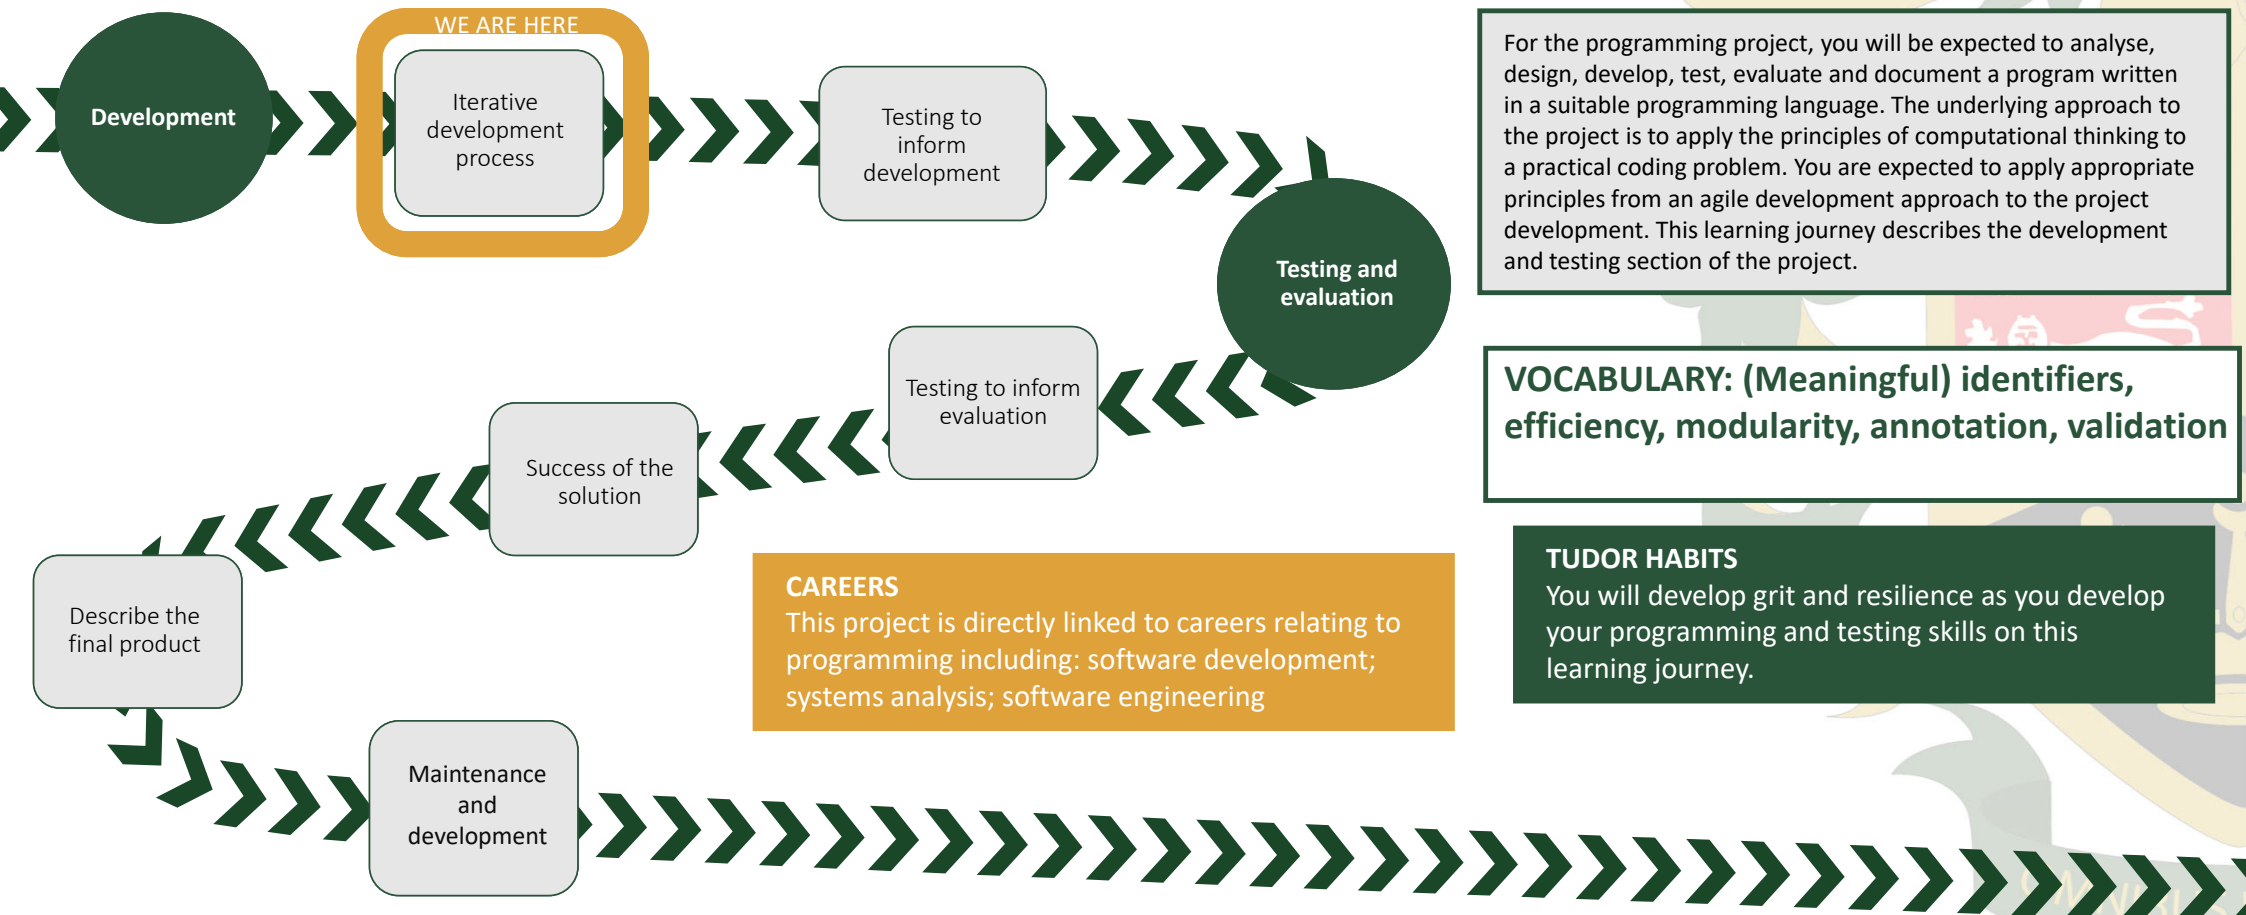 Development
WE ARE HERE
Iterative
development
process
Testing to
inform
development
Testing and
evaluation
Testing to inform
evaluation
Success of the
solution
Describe the
final product
Maintenance
and
development
For the programming project, you will be expected to analyse,
design, develop, test, evaluate and document a program written
in a suitable programming language. The underlying approach to
the project is to apply the principles of computational thinking to
a practical coding problem. You are expected to apply appropriate
principles from an agile development approach to the project
development. This learning journey describes the development
and testing section of the project.
VOCABULARY: (Meaningful) identifiers,
efficiency, modularity, annotation, validation
CAREERS
This project is directly linked to careers relating to
programming including: software development;
systems analysis; software engineering
TUDOR HABITS
You will develop grit and resilience as you develop
your programming and testing skills on this
learning journey.